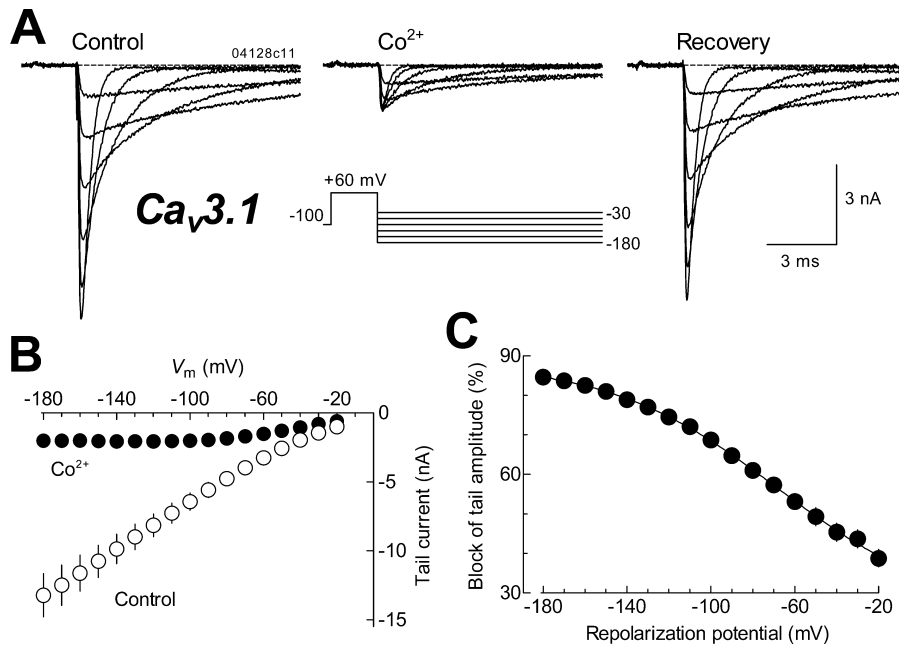 A
Control
Co2+
Recovery
04128c11
Cav3.1
+60 mV
-100
-30
-180
3 nA
3 ms
B
Vm (mV)
-180 -140 -100 -60 -20
0
-5
-10
-15
Tail current (nA)
Co2+
Control
C
90
60
30
Block of tail amplitude (%)
-180 -140 -100 -60 -20
Repolarization potential (mV)